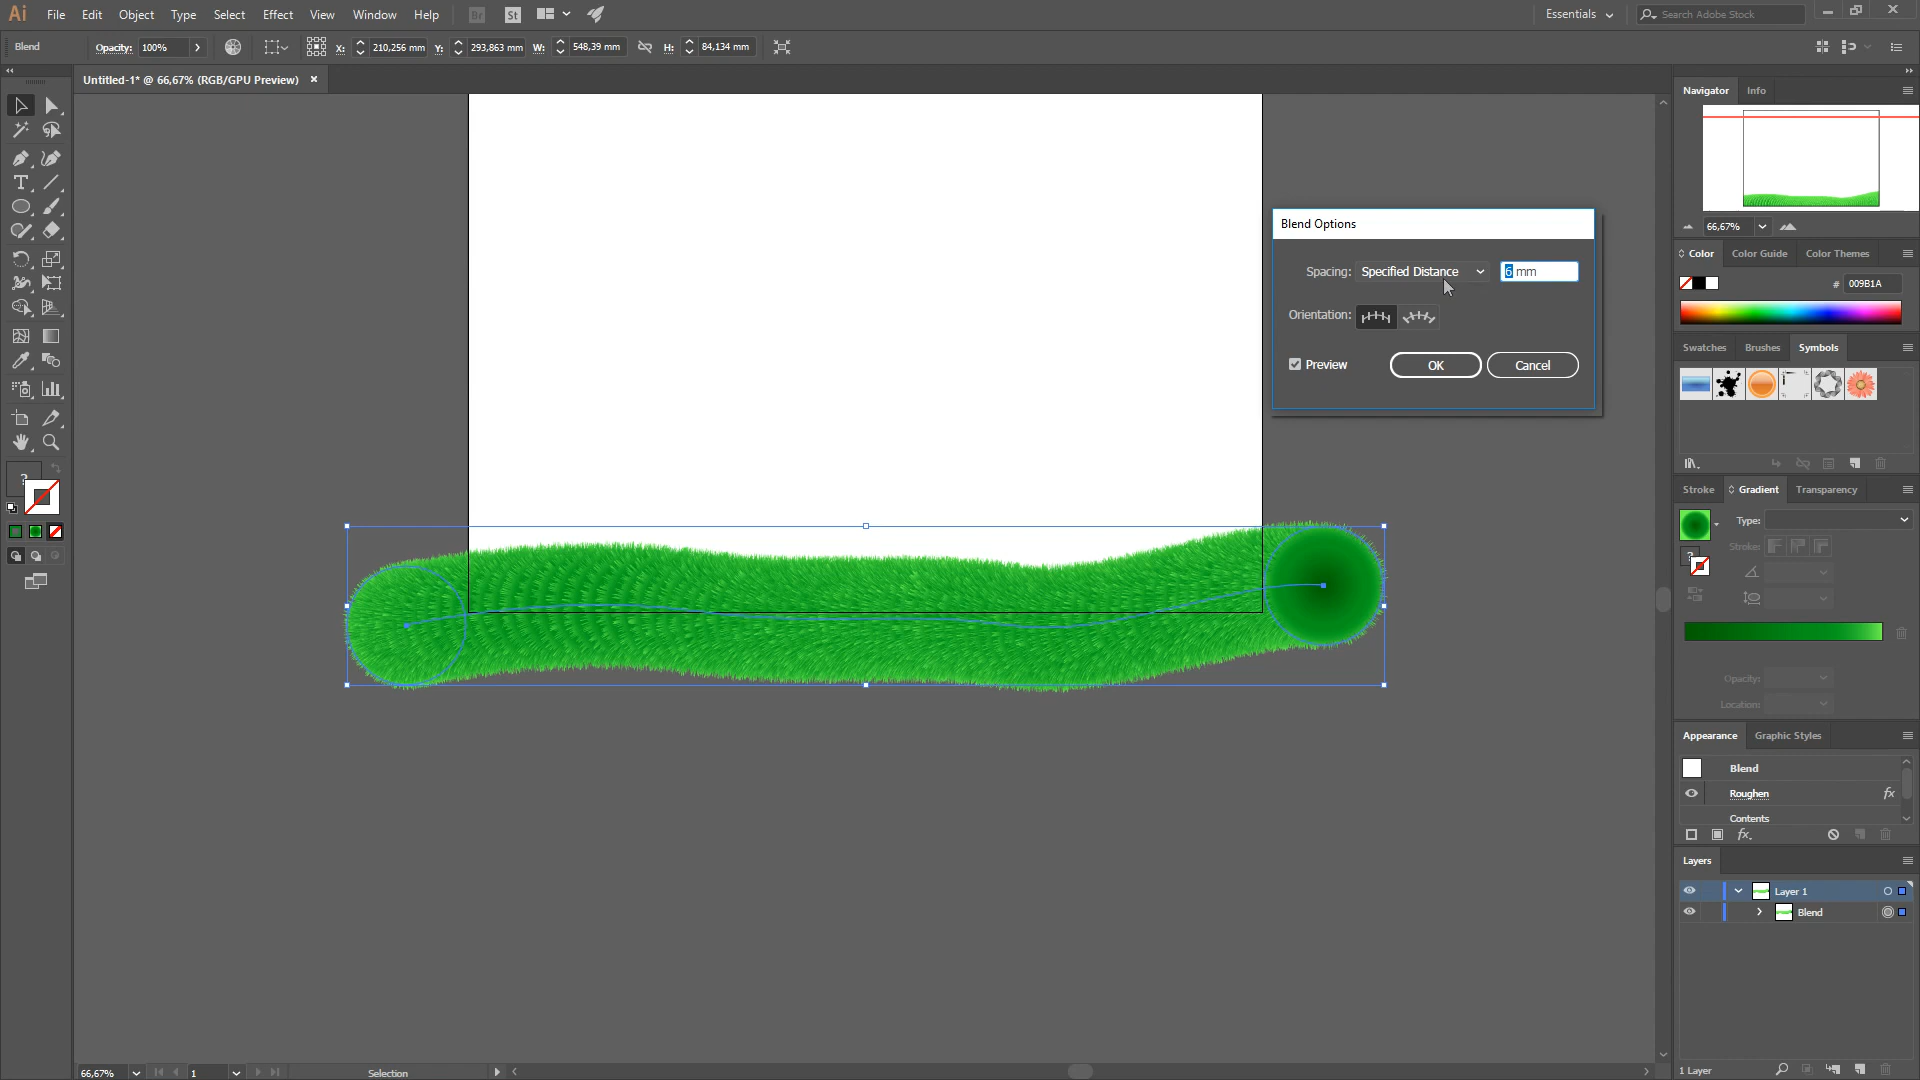 Ai File Edit Object Type Select Effect View Window Help Br St Essentials Search Adobe Stock
Blend Opacity: 100% X: 210,256 mm Y: 293,863 mm W: 548,39 mm H: 84,134 mm
Untitled-1* @ 66,67% (RGB/GPU Preview)
Navigator Info
66,67%
Blend Options
Spacing: Specified Distance 6 mm
Orientation:
Preview OK Cancel
Color Color Guide Color Themes
# 009B1A
Swatches Brushes Symbols
Stroke Gradient Transparency
Type:
Stroke:
?
?
Opacity:
Location:
Appearance Graphic Styles
Blend
Roughen fx
Contents
fx.
Layers
Layer 1
Blend
66,67% 1 Selection
1 Layer